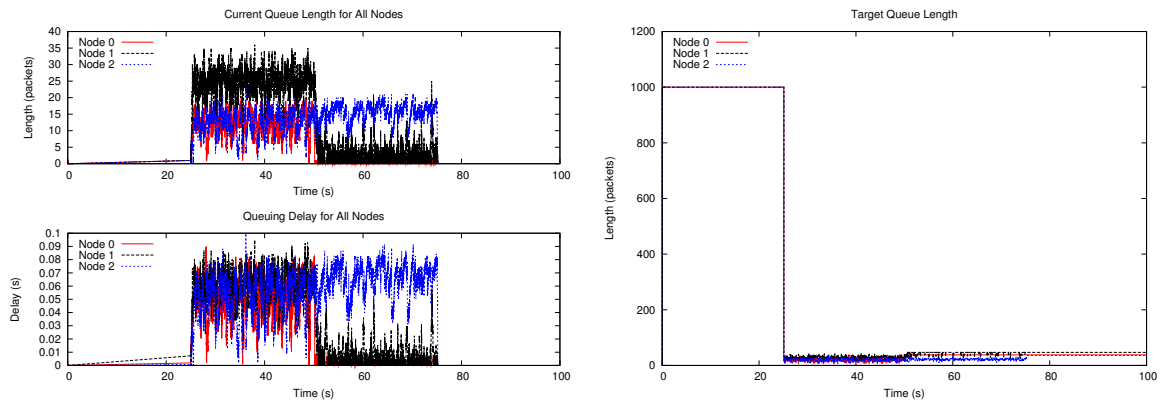 Current Queue Length for All Nodes
Length (packets)
40
35
30
25
20
15
10
5
0
Node 0
Node 1
Node 2
0 20 40 60 80 100
Time (s)
Queuing Delay for All Nodes
Delay (s)
0.1
0.09
0.08
0.07
0.06
0.05
0.04
0.03
0.02
0.01
0
Node 0
Node 1
Node 2
0 20 40 60 80 100
Time (s)
Target Queue Length
Length (packets)
1200
1000
800
600
400
200
0
Node 0
Node 1
Node 2
0 20 40 60 80 100
Time (s)